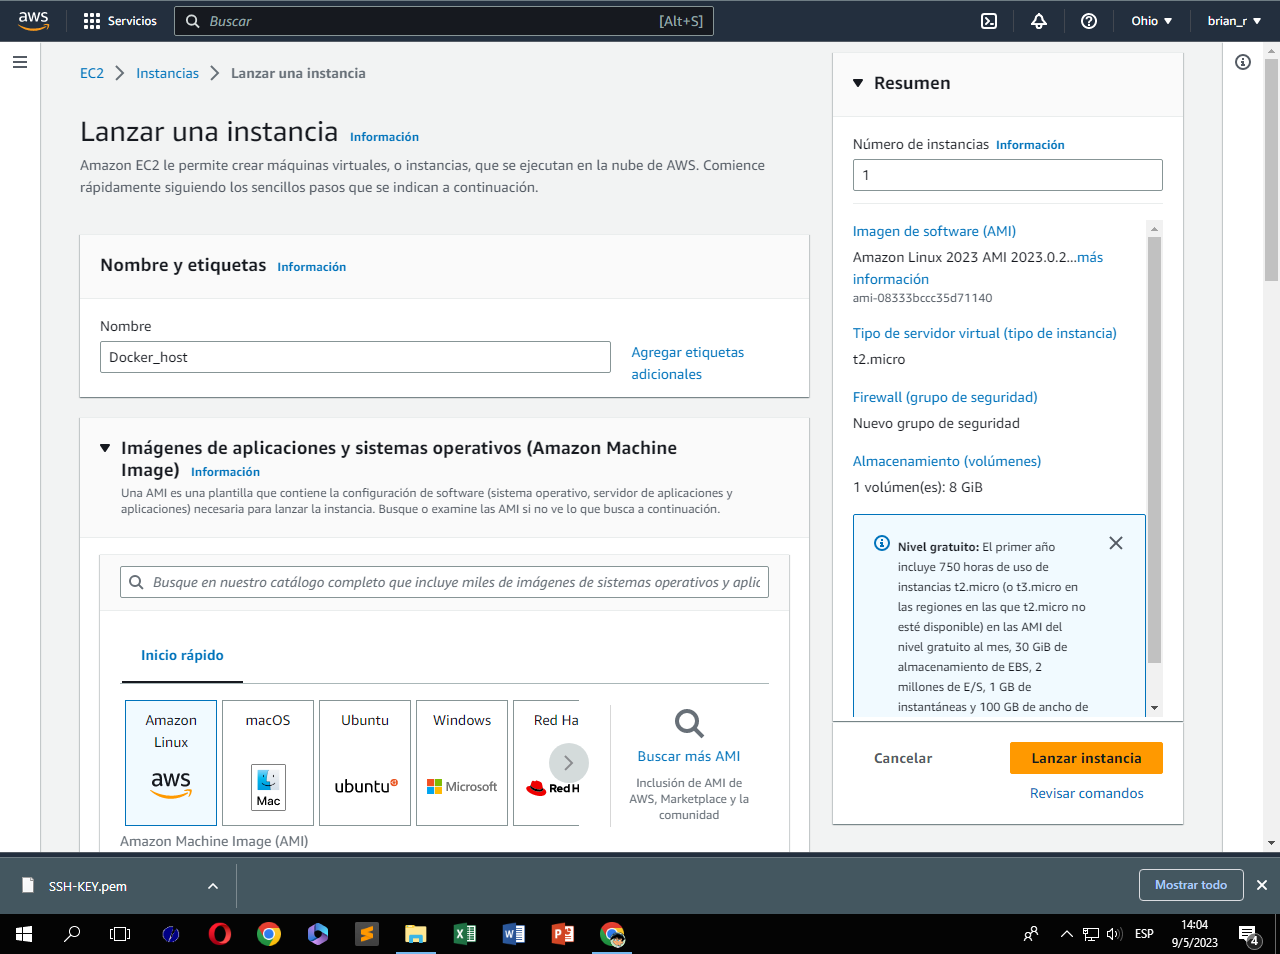 aws
Servicios
Buscar
[Alt+S]
Ohio
brian_r
EC2
Instancias
Lanzar una instancia
Lanzar una instancia
Información
Amazon EC2 le permite crear máquinas virtuales, o instancias, que se ejecutan en la nube de AWS. Comience
rápidamente siguiendo los sencillos pasos que se indican a continuación.
Nombre y etiquetas
Información
Nombre
Docker_host
Agregar etiquetas
adicionales
Imágenes de aplicaciones y sistemas operativos (Amazon Machine
Image)
Información
Una AMI es una plantilla que contiene la configuración de software (sistema operativo, servidor de aplicaciones y
aplicaciones) necesaria para lanzar la instancia. Busque o examine las AMI si no ve lo que busca a continuación.
Busque en nuestro catálogo completo que incluye miles de imágenes de sistemas operativos y aplic
Inicio rápido
Amazon
Linux
aws
macOS
Mac
Ubuntu
ubuntu
Windows
Microsoft
Red Ha
Red H
Buscar más AMI
Inclusión de AMI de
AWS, Marketplace y la
comunidad
Amazon Machine Image (AMI)
Resumen
Número de instancias
Información
1
Imagen de software (AMI)
Amazon Linux 2023 AMI 2023.0.2...más
información
ami-08333bccc35d71140
Tipo de servidor virtual (tipo de instancia)
t2.micro
Firewall (grupo de seguridad)
Nuevo grupo de seguridad
Almacenamiento (volúmenes)
1 volúmen(es): 8 GiB
Nivel gratuito: El primer año
incluye 750 horas de uso de
instancias t2.micro (o t3.micro en
las regiones en las que t2.micro no
esté disponible) en las AMI del
nivel gratuito al mes, 30 GiB de
almacenamiento de EBS, 2
millones de E/S, 1 GB de
instantáneas y 100 GB de ancho de
Cancelar
Lanzar instancia
Revisar comandos
SSH-KEY.pem
Mostrar todo
ESP
14:04
9/5/2023
4